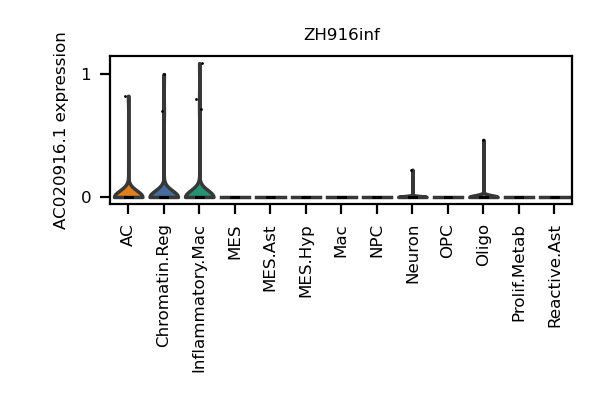 ZH916inf
AC020916.1 expression
1
0
AC
Chromatin.Reg
Inflammatory.Mac
MES
MES.Ast
MES.Hyp
Mac
NPC
Neuron
OPC
Oligo
Prolif.Metab
Reactive.Ast